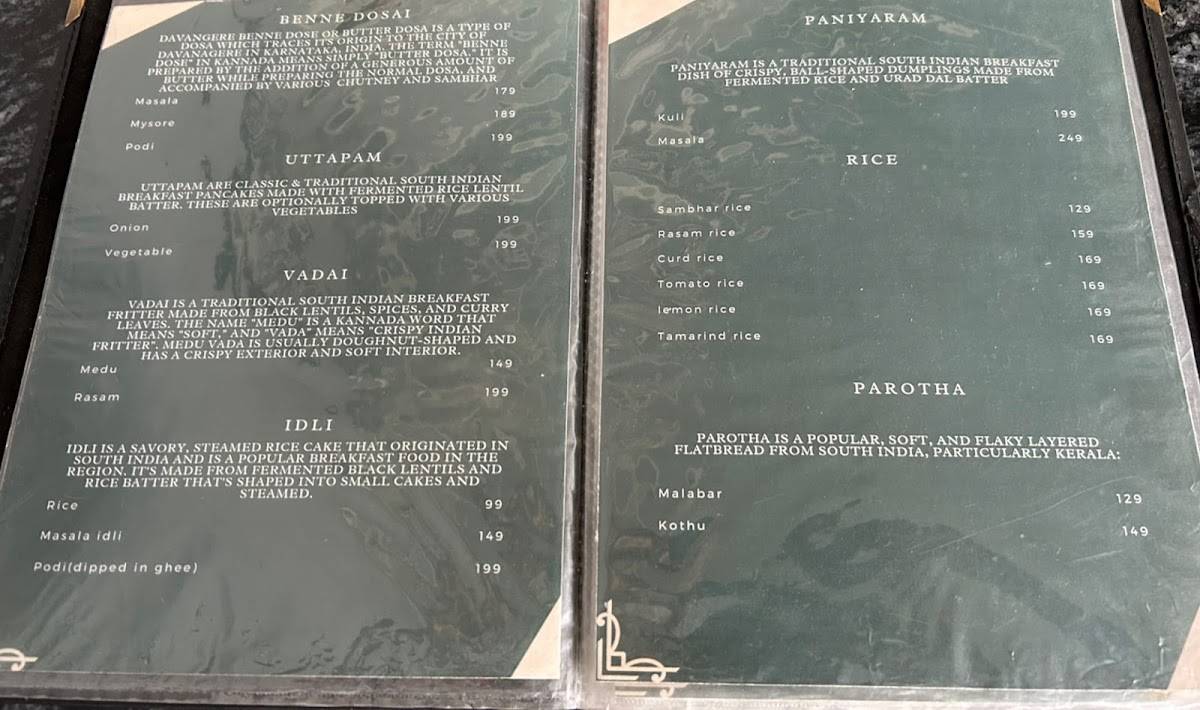 BENNE DOSAI
DAVANGERE BENNE DOSE OR BUTTER DOSA IS A TYPE OF
DOSA WHICH TRACES ITS ORIGIN TO THE CITY OF
DAVANAGERE IN KARNATAKA, INDIA. THE TERM "BENNE
DOSE" IN KANNADA MEANS SIMPLY "BUTTER DOSA." IT IS
PREPARED BY THE ADDITION OF A GENEROUS AMOUNT OF
BUTTER WHILE PREPARING THE NORMAL DOSA, AND
ACCOMPANIED BY VARIOUS CHUTNEY AND SAMBHAR
Masala 179
Mysore 189
Podi 199
UTTAPAM
UTTAPAM ARE CLASSIC & TRADITIONAL SOUTH INDIAN
BREAKFAST PANCAKES MADE WITH FERMENTED RICE LENTIL
BATTER. THESE ARE OPTIONALLY TOPPED WITH VARIOUS
VEGETABLES
Onion 199
Vegetable 199
VADAI
VADAI IS A TRADITIONAL SOUTH INDIAN BREAKFAST
FRITTER MADE FROM BLACK LENTILS, SPICES, AND CURRY
LEAVES. THE NAME "MEDU" IS A KANNADA WORD THAT
MEANS "SOFT," AND "VADA" MEANS "CRISPY INDIAN
FRITTER". MEDU VADA IS USUALLY DOUGHNUT-SHAPED AND
HAS A CRISPY EXTERIOR AND SOFT INTERIOR.
Medu 149
Rasam 199
IDLI
IDLI IS A SAVORY, STEAMED RICE CAKE THAT ORIGINATED IN
SOUTH INDIA AND IS A POPULAR BREAKFAST FOOD IN THE
REGION. IT'S MADE FROM FERMENTED BLACK LENTILS AND
RICE BATTER THAT'S SHAPED INTO SMALL CAKES AND
STEAMED.
Rice 99
Masala idli 149
Podi(dipped in ghee) 199
PANIYARAM
PANIYARAM IS A TRADITIONAL SOUTH INDIAN BREAKFAST
DISH OF CRISPY, BALL-SHAPED DUMPLINGS MADE FROM
FERMENTED RICE AND URAD DAL BATTER
Kuli 199
Masala 249
RICE
Sambhar rice 129
Rasam rice 159
Curd rice 169
Tomato rice 169
lemon rice 169
Tamarind rice 169
PAROTHA
PAROTHA IS A POPULAR, SOFT, AND FLAKY LAYERED
FLATBREAD FROM SOUTH INDIA, PARTICULARLY KERALA:
Malabar 129
Kothu 149